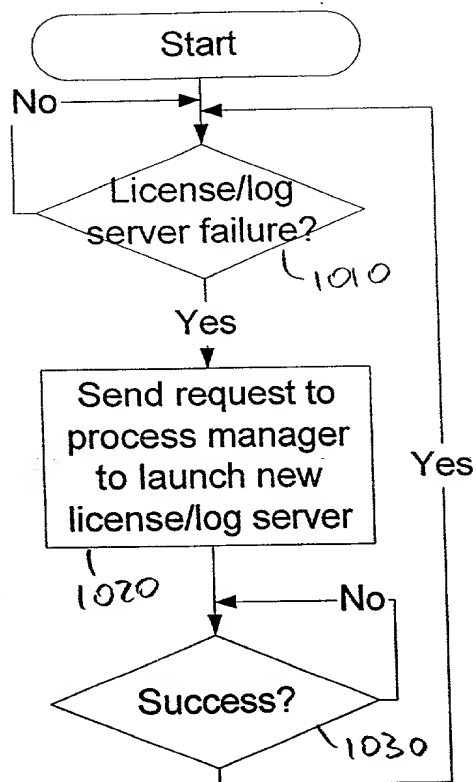 Start
No
License/log
server failure?
1010
Yes
Send request to
process manager
to launch new
license/log server
Yes
1020
No
Success?
1030